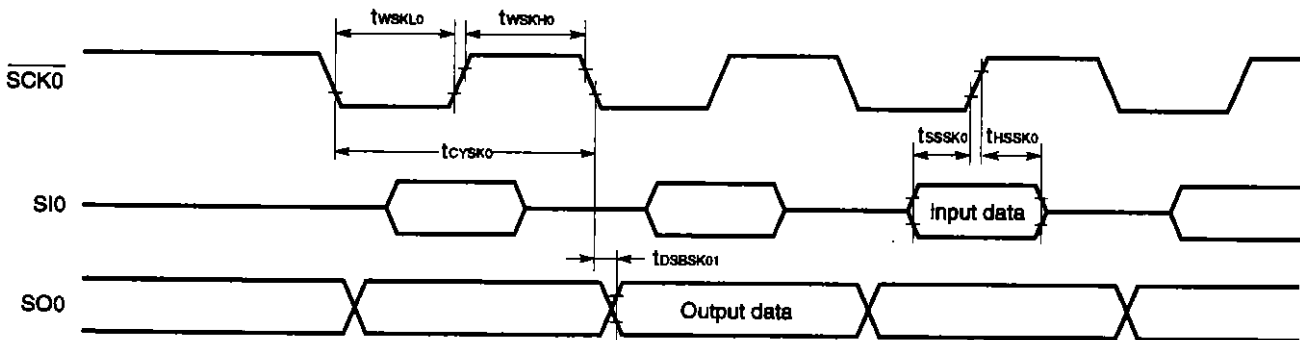 tWSKL0 tWSKH0
SCK0
tSSSK0 tHSSK0
tCYSK0
SI0 Input data
tDSBSK01
SO0 Output data